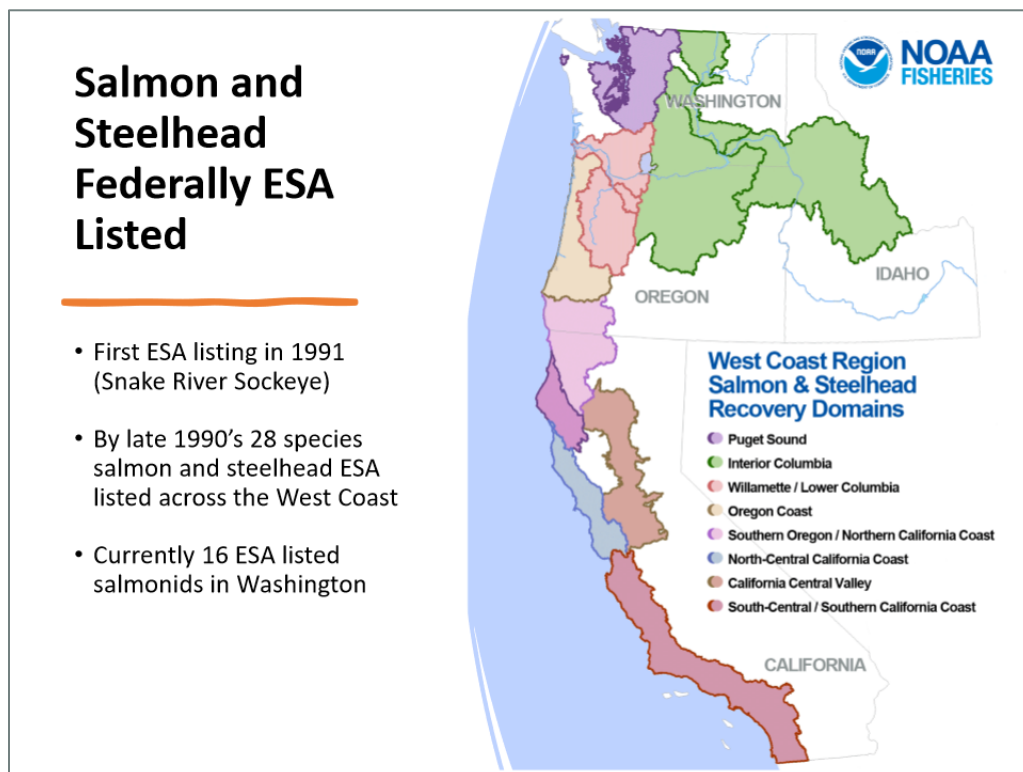 Salmon and
Steelhead
Federally ESA
Listed
• First ESA listing in 1991
(Snake River Sockeye)
• By late 1990's 28 species
salmon and steelhead ESA
listed across the West Coast
• Currently 16 ESA listed
salmonids in Washington
NOAA
NOAA
FISHERIES
WASHINGTON
OREGON
IDAHO
West Coast Region
Salmon & Steelhead
Recovery Domains
Puget Sound
Interior Columbia
Willamette / Lower Columbia
Oregon Coast
Southern Oregon / Northern California Coast
North-Central California Coast
California Central Valley
South-Central / Southern California Coast
CALIFORNIA